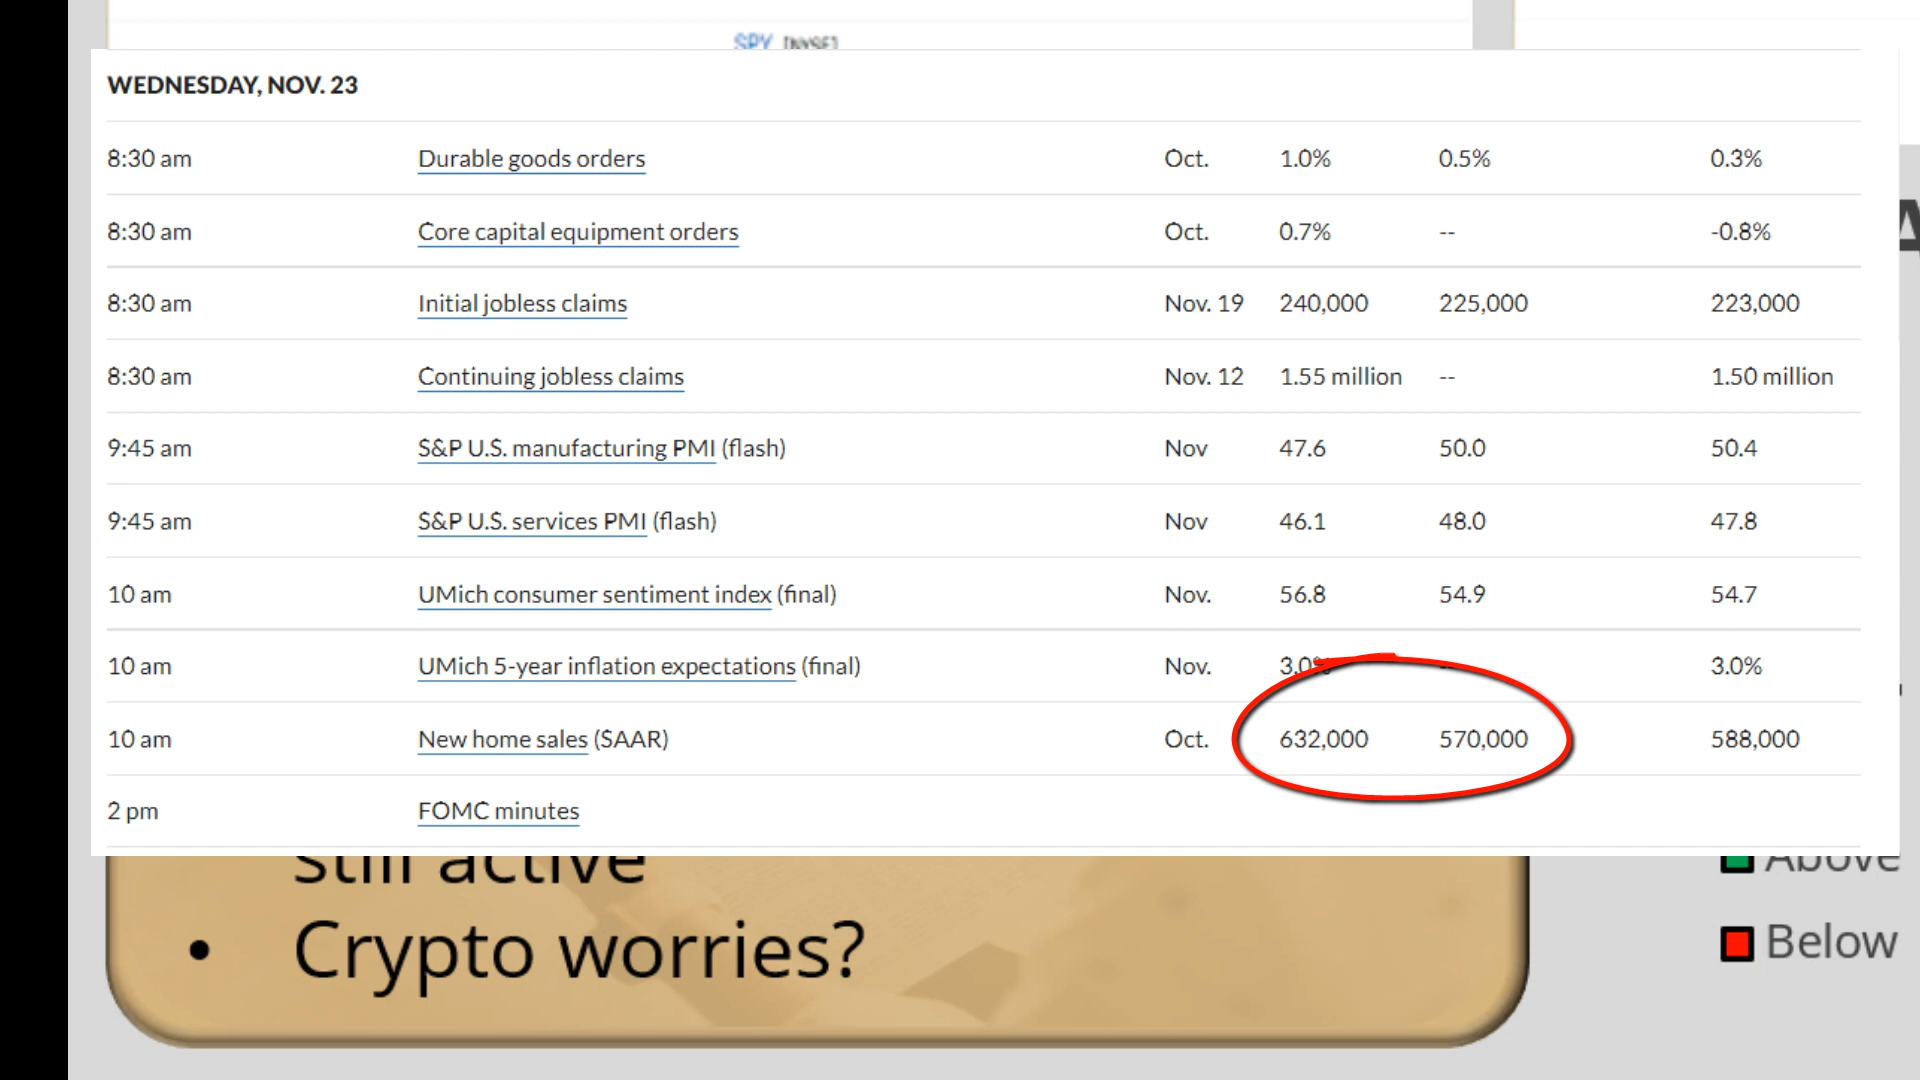 SPY [NYSE]
WEDNESDAY, NOV. 23
8:30 am Durable goods orders Oct. 1.0% 0.5% 0.3%
8:30 am Core capital equipment orders Oct. 0.7% -- -0.8%
8:30 am Initial jobless claims Nov. 19 240,000 225,000 223,000
8:30 am Continuing jobless claims Nov. 12 1.55 million -- 1.50 million
9:45 am S&P U.S. manufacturing PMI (flash) Nov 47.6 50.0 50.4
9:45 am S&P U.S. services PMI (flash) Nov 46.1 48.0 47.8
10 am UMich consumer sentiment index (final) Nov. 56.8 54.9 54.7
10 am UMich 5-year inflation expectations (final) Nov. 3.0% -- 3.0%
10 am New home sales (SAAR) Oct. 632,000 570,000 588,000
2 pm FOMC minutes
still active
• Crypto worries?
Above
Below